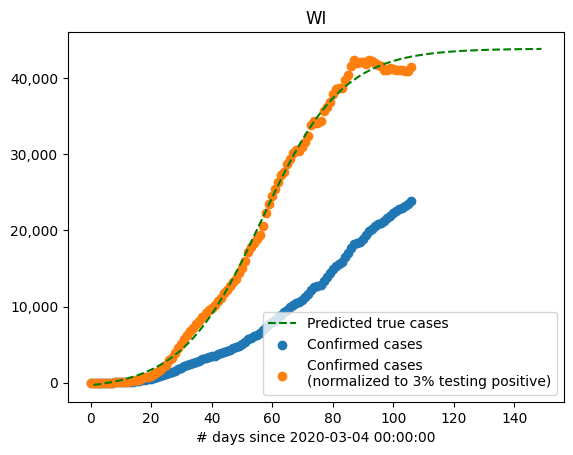 WI
40,000
30,000
20,000
10,000
0
Predicted true cases
Confirmed cases
Confirmed cases
(normalized to 3% testing positive)
0 20 40 60 80 100 120 140
# days since 2020-03-04 00:00:00